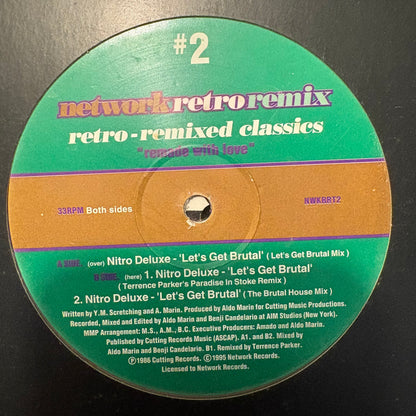 #2
network retro remix
retro-remixed classics
"remade with love"
33RPM Both sides
NWKRRT2
A SIDE. (over) Nitro Deluxe - 'Let's Get Brutal' ( Let's Get Brutal Mix )
B SIDE. (here) 1. Nitro Deluxe - 'Let's Get Brutal'
( Terrence Parker's Paradise In Stoke Remix )
2. Nitro Deluxe - 'Let's Get Brutal' (The Brutal House Mix )
Written by Y.M. Scretching and A. Marin. Produced by Aldo Marin for Cutting Music Productions.
Recorded, Mixed and Edited by Aldo Marin and Benji Candelario at AIM Studios (New York).
MMP Arrangement: M.S., A.M., B.C. Executive Producers: Amado and Aldo Marin.
Published by Cutting Records Music (ASCAP). A1. and B2. Mixed by
Aldo Marin and Benji Candelario. B1. Remixed by Terrence Parker.
℗1986 Cutting Records. ©1995 Network Records.
Licensed to Network Records.